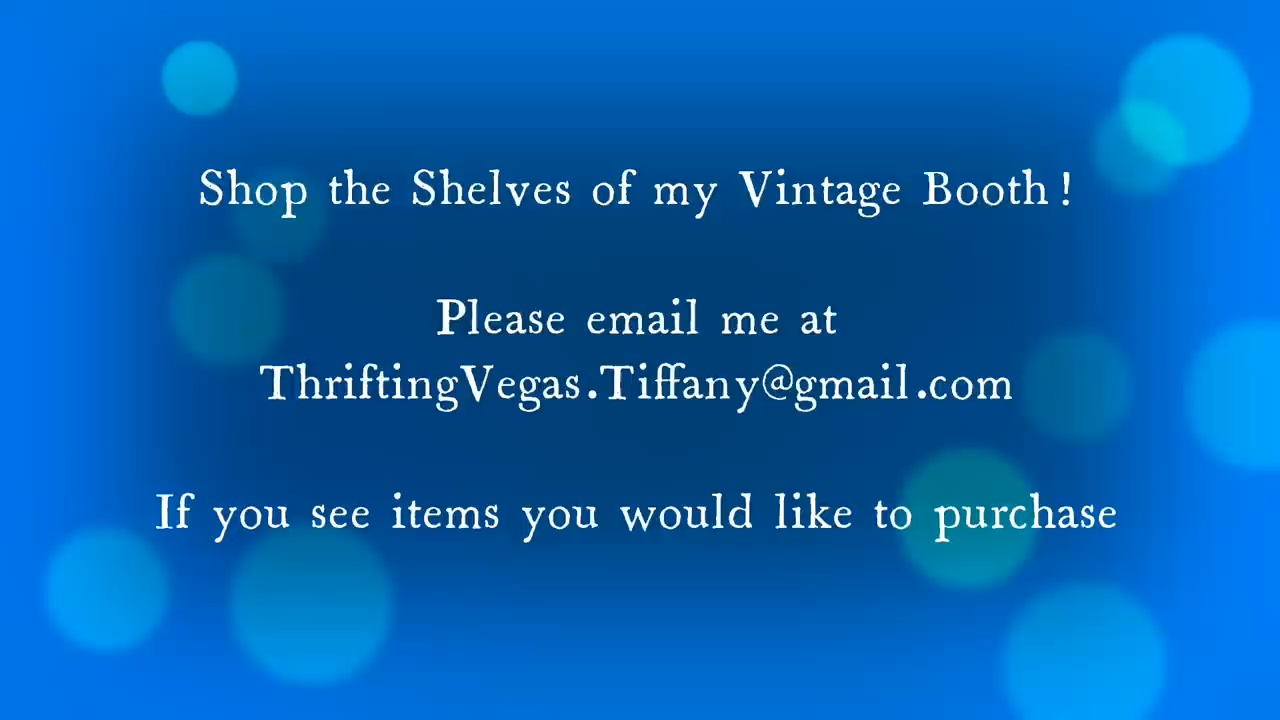 Shop the Shelves of my Vintage Booth !
Please email me at
ThriftingVegas.Tiffany@gmail.com
If you see items you would like to purchase